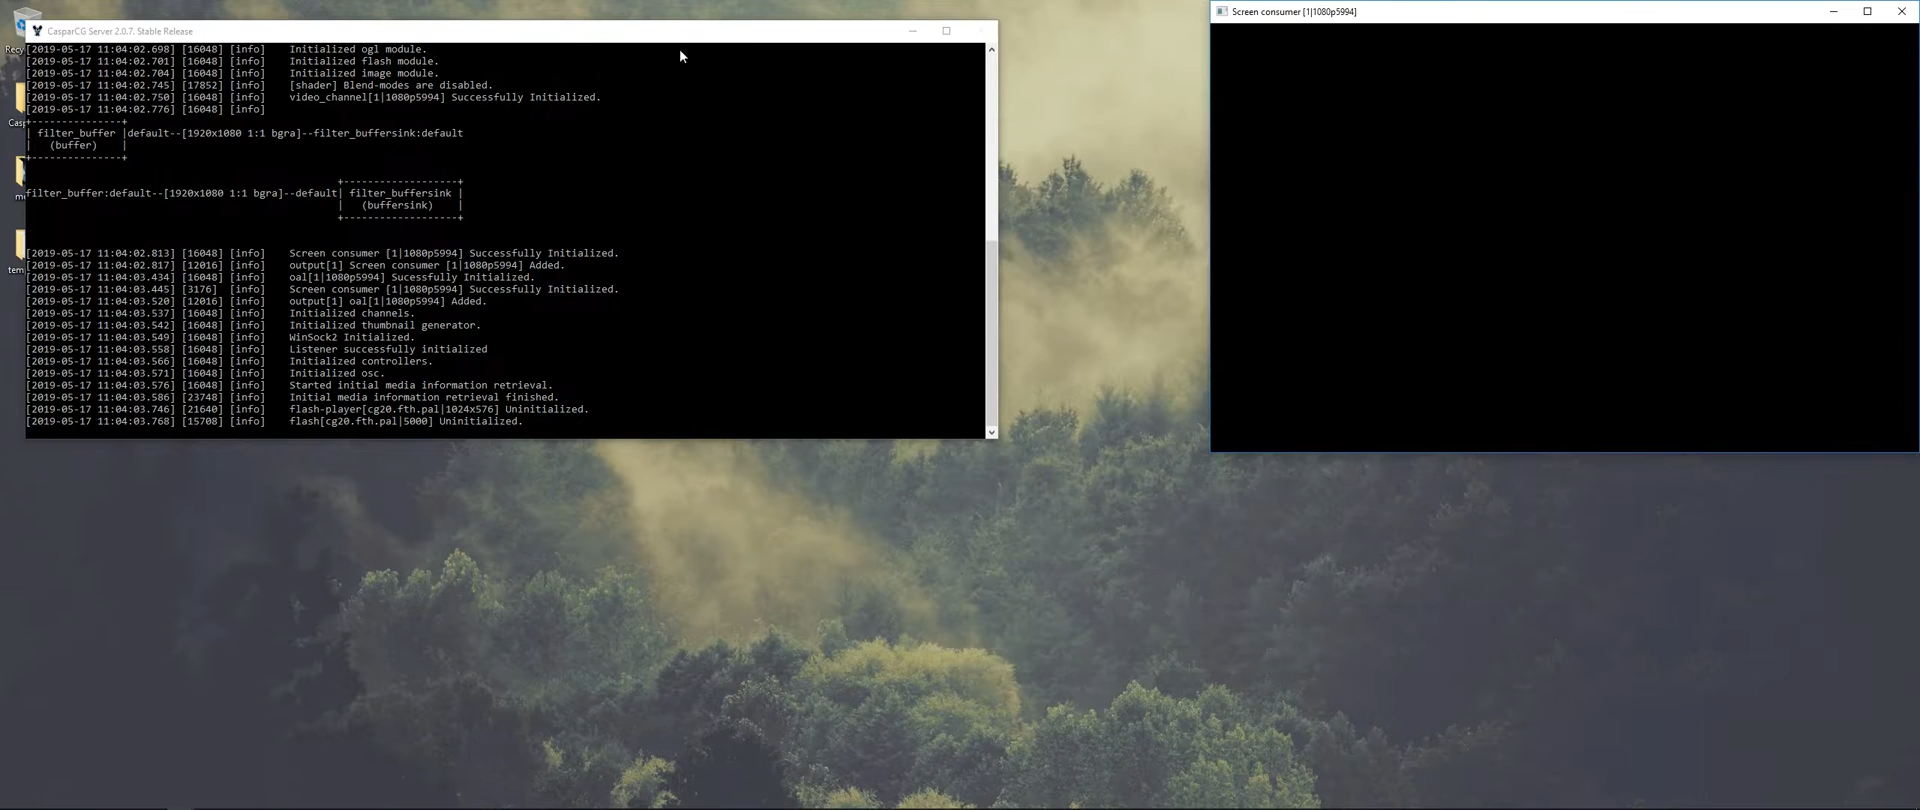 Screen consumer [1|1080p5994]
CasparCG Server 2.0.7. Stable Release
[2019-05-17 11:04:02.698] [16048] [info]    Initialized ogl module.
[2019-05-17 11:04:02.701] [16048] [info]    Initialized flash module.
[2019-05-17 11:04:02.704] [16048] [info]    Initialized image module.
[2019-05-17 11:04:02.745] [17852] [info]    [shader] Blend-modes are disabled.
[2019-05-17 11:04:02.750] [16048] [info]    video_channel[1|1080p5994] Successfully Initialized.
[2019-05-17 11:04:02.776] [16048] [info]
+---------------+
| filter_buffer |default--[1920x1080 1:1 bgra]--filter_buffersink:default
|   (buffer)    |
+---------------+
+-------------------+
filter_buffer:default--[1920x1080 1:1 bgra]--default| filter_buffersink |
|   (buffersink)    |
+-------------------+
[2019-05-17 11:04:02.813] [16048] [info]    Screen consumer [1|1080p5994] Successfully Initialized.
[2019-05-17 11:04:02.817] [12016] [info]    output[1] Screen consumer [1|1080p5994] Added.
[2019-05-17 11:04:03.434] [16048] [info]    oal[1|1080p5994] Sucessfully Initialized.
[2019-05-17 11:04:03.445] [3176]  [info]    Screen consumer [1|1080p5994] Successfully Initialized.
[2019-05-17 11:04:03.520] [12016] [info]    output[1] oal[1|1080p5994] Added.
[2019-05-17 11:04:03.537] [16048] [info]    Initialized channels.
[2019-05-17 11:04:03.542] [16048] [info]    Initialized thumbnail generator.
[2019-05-17 11:04:03.549] [16048] [info]    WinSock2 Initialized.
[2019-05-17 11:04:03.558] [16048] [info]    Listener successfully initialized
[2019-05-17 11:04:03.566] [16048] [info]    Initialized controllers.
[2019-05-17 11:04:03.571] [16048] [info]    Initialized osc.
[2019-05-17 11:04:03.576] [16048] [info]    Started initial media information retrieval.
[2019-05-17 11:04:03.586] [23748] [info]    Initial media information retrieval finished.
[2019-05-17 11:04:03.746] [21640] [info]    flash-player[cg20.fth.pal|1024x576] Uninitialized.
[2019-05-17 11:04:03.768] [15708] [info]    flash[cg20.fth.pal|5000] Uninitialized.